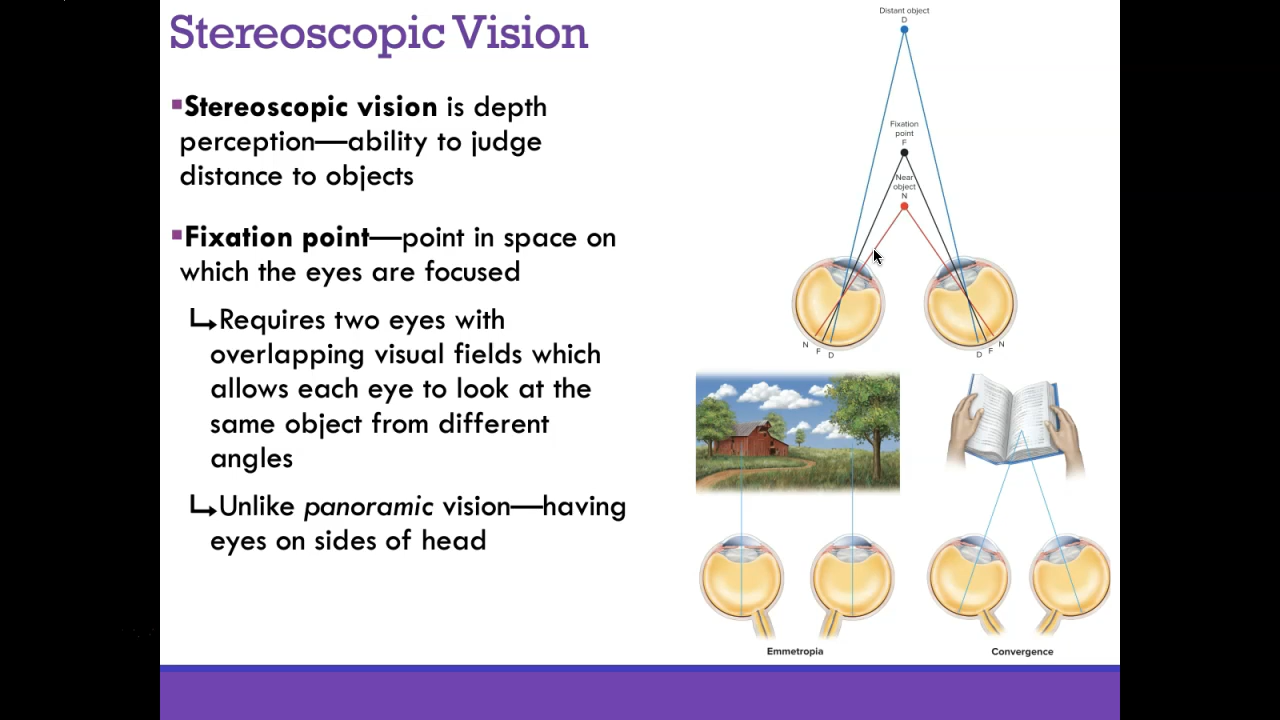 Stereoscopic Vision
▪Stereoscopic vision is depth
perception—ability to judge
distance to objects
▪Fixation point—point in space on
which the eyes are focused
↳Requires two eyes with
overlapping visual fields which
allows each eye to look at the
same object from different
angles
↳Unlike panoramic vision—having
eyes on sides of head
Distant object
D
Fixation
point
F
Near
object
N
N
F
D
D
F
N
Emmetropia
Convergence